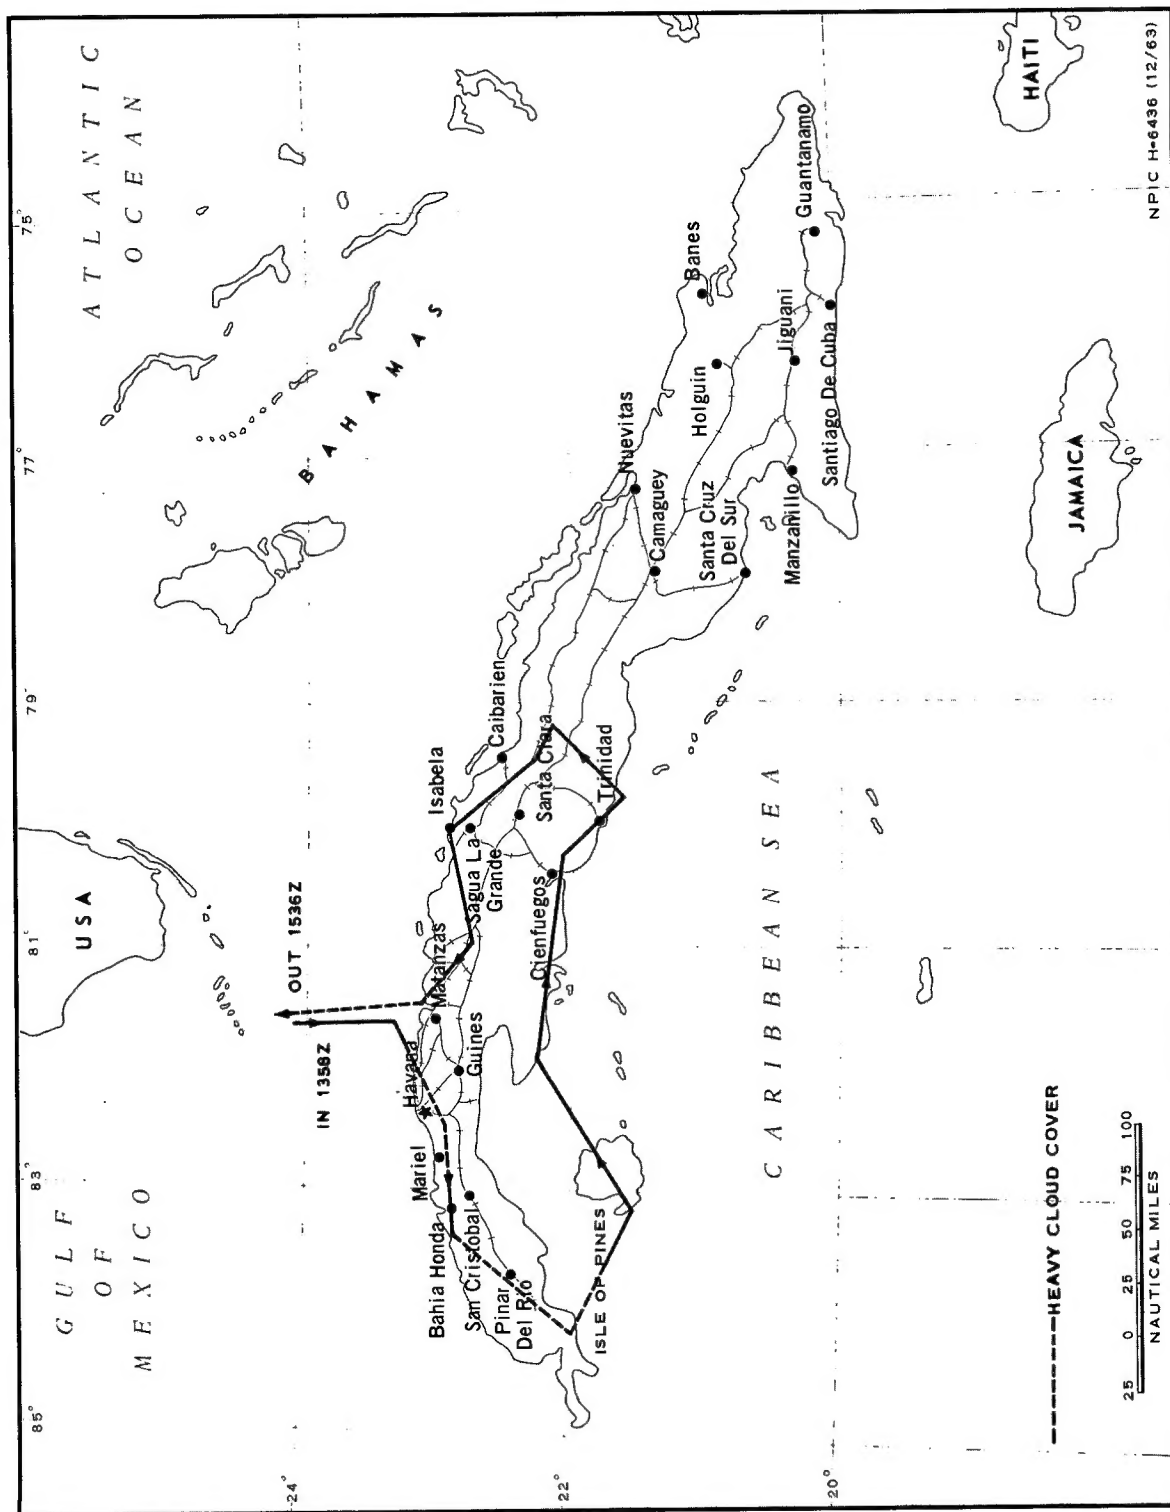 GULF
OF
MEXICO
USA
ATLANTIC
OCEAN
BAHAMAS
IN 1358Z
OUT 1536Z
85°
83°
81°
79°
77°
75°
24°
22°
20°
Havana
Mariel
Bahia Honda
San Cristobal
Pinar
Del Rio
Guines
Matanzas
Isabela
Sagua La
Grande
Caibarien
Santa Clara
Cienfuegos
Trinidad
ISLE OF PINES
Nuevitas
Camaguey
Santa Cruz
Del Sur
Holguin
Banes
Manzanillo
Jiguani
Santiago De Cuba
Guantanamo
CARIBBEAN SEA
JAMAICA
HAITI
HEAVY CLOUD COVER
25 0 25 50 75 100
NAUTICAL MILES
NPIC H-6436 (12/63)